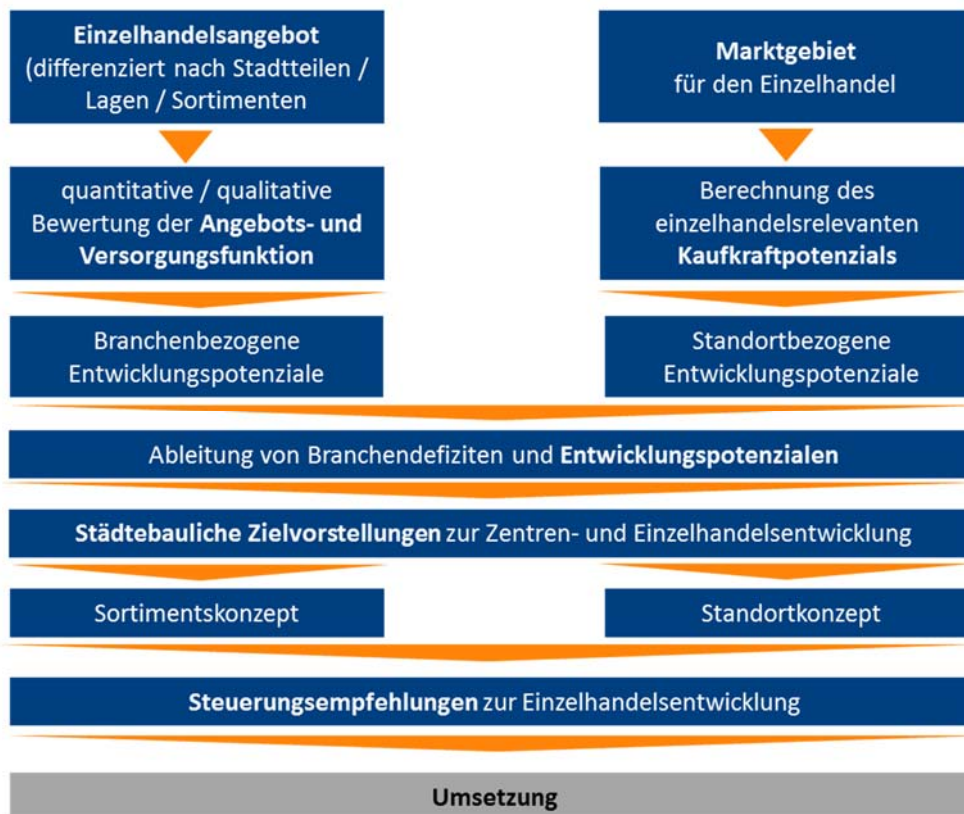 Einzelhandelsangebot
(differenziert nach Stadtteilen /
Lagen / Sortimenten
Marktgebiet
für den Einzelhandel
quantitative / qualitative
Bewertung der Angebots- und
Versorgungsfunktion
Berechnung des
einzelhandelsrelevanten
Kaufkraftpotenzials
Branchenbezogene
Entwicklungspotenziale
Standortbezogene
Entwicklungspotenziale
Ableitung von Branchendefiziten und Entwicklungspotenzialen
Städtebauliche Zielvorstellungen zur Zentren- und Einzelhandelsentwicklung
Sortimentskonzept
Standortkonzept
Steuerungsempfehlungen zur Einzelhandelsentwicklung
Umsetzung